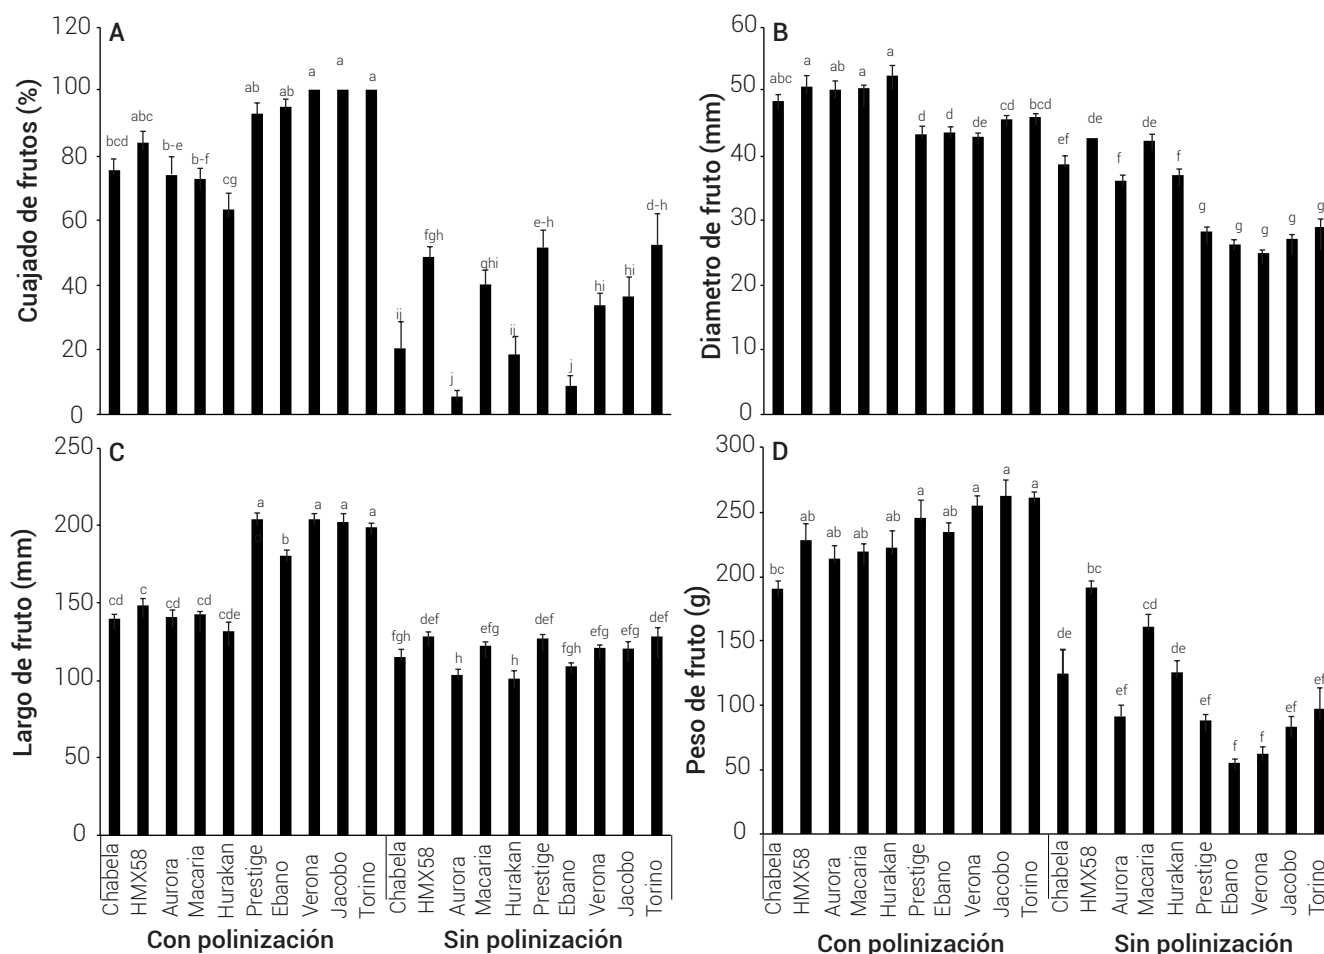 A
Cuajado de frutos (%)
120
100
80
60
40
20
0
bcd abc b-e b-f cg ab ab a a a ij fgh j ghi ij e-h j hi hi d-h
B
Diametro de fruto (mm)
60
50
40
30
20
10
0
abc a ab a a d d de cd bcd ef de f de f g g g g g
C
Largo de fruto (mm)
250
200
150
100
50
0
cd c cd cd cde a b a a a fgh def h efg h def fgh efg efg def
Chabela
HMX58
Aurora
Macaria
Hurakan
Prestige
Ebano
Verona
Jacobo
Torino
Chabela
HMX58
Aurora
Macaria
Hurakan
Prestige
Ebano
Verona
Jacobo
Torino
Con polinización Sin polinización
D
Peso de fruto (g)
300
250
200
150
100
50
0
bc ab ab ab ab a ab a a a de bc ef cd de ef f f ef ef
Chabela
HMX58
Aurora
Macaria
Hurakan
Prestige
Ebano
Verona
Jacobo
Torino
Chabela
HMX58
Aurora
Macaria
Hurakan
Prestige
Ebano
Verona
Jacobo
Torino
Con polinización Sin polinización